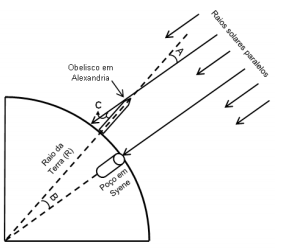 Raios solares paralelos
A
Obelisco em
Alexandria
C
Raio da
Terra (R)
Poço em
Syene
B